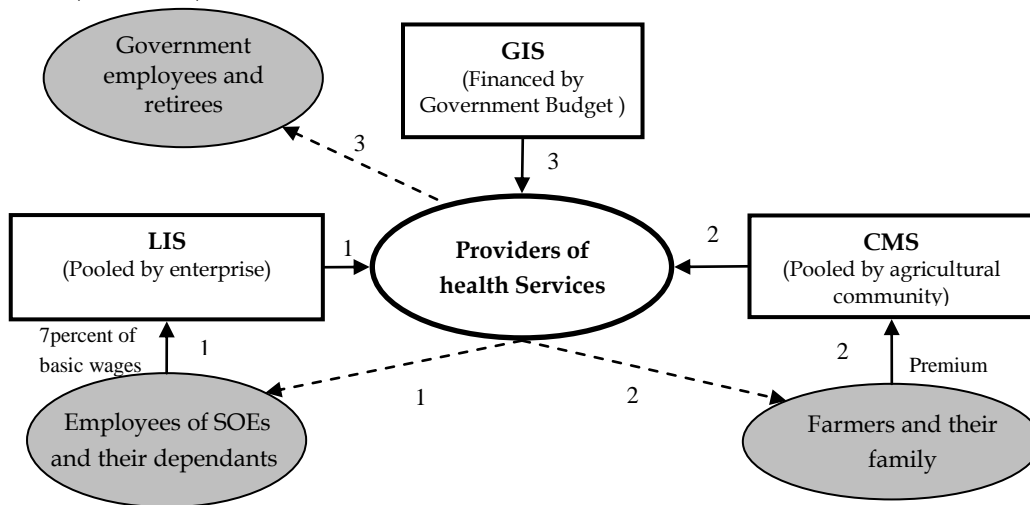 Government
employees and
retirees
GIS
(Financed by
Government Budget )
3
3
LIS
(Pooled by enterprise)
1
Providers of
health Services
2
CMS
(Pooled by agricultural
community)
7percent of
basic wages
1
1
2
2
Premium
Employees of SOEs
and their dependants
Farmers and their
family